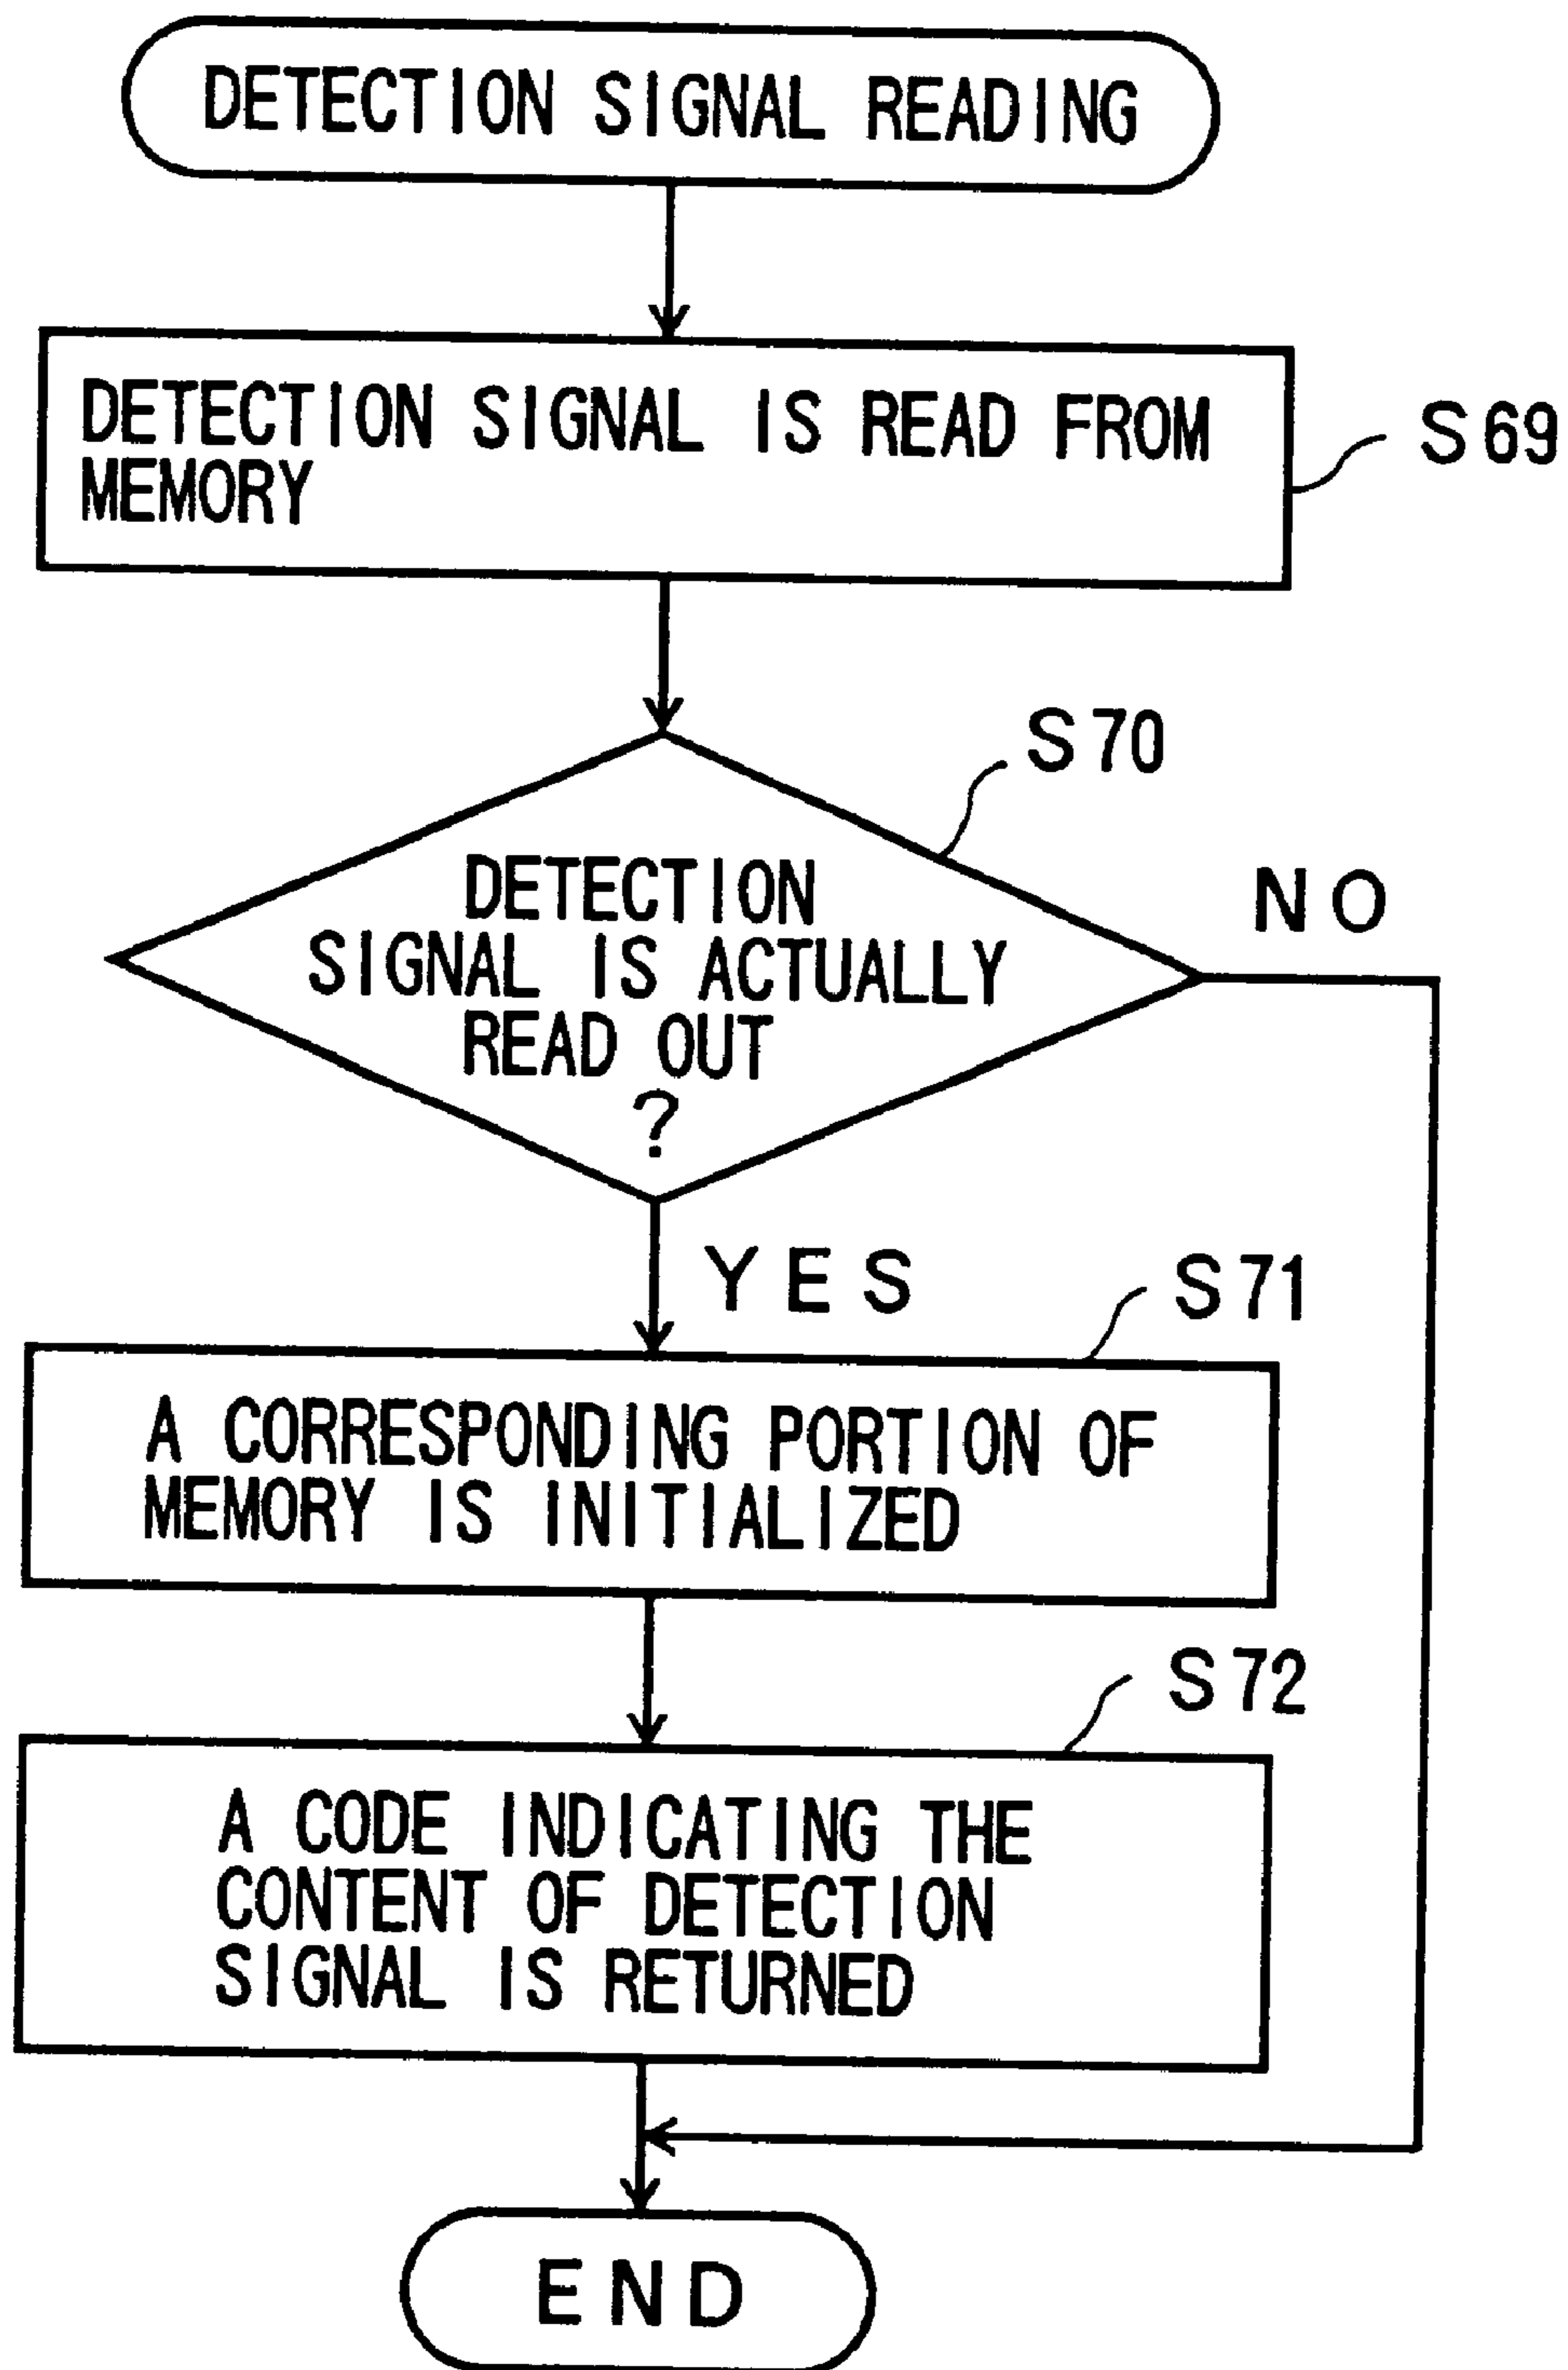 DETECTION SIGNAL READING
DETECTION SIGNAL IS READ FROM
MEMORY
S69
S70
DETECTION
SIGNAL IS ACTUALLY
READ OUT
?
NO
YES
S71
A CORRESPONDING PORTION OF
MEMORY IS INITIALIZED
S72
A CODE INDICATING THE
CONTENT OF DETECTION
SIGNAL IS RETURNED
END